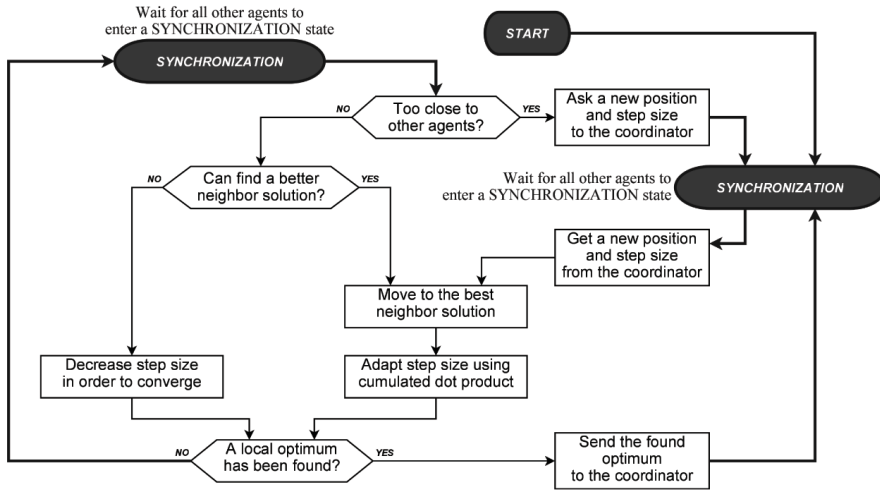 Wait for all other agents to
enter a SYNCHRONIZATION state
SYNCHRONIZATION
START
NO
Too close to
other agents?
YES
Ask a new position
and step size
to the coordinator
NO
Can find a better
neighbor solution?
YES
Wait for all other agents to
enter a SYNCHRONIZATION state
SYNCHRONIZATION
Get a new position
and step size
from the coordinator
Move to the best
neighbor solution
Decrease step size
in order to converge
Adapt step size using
cumulated dot product
NO
A local optimum
has been found?
YES
Send the found
optimum
to the coordinator